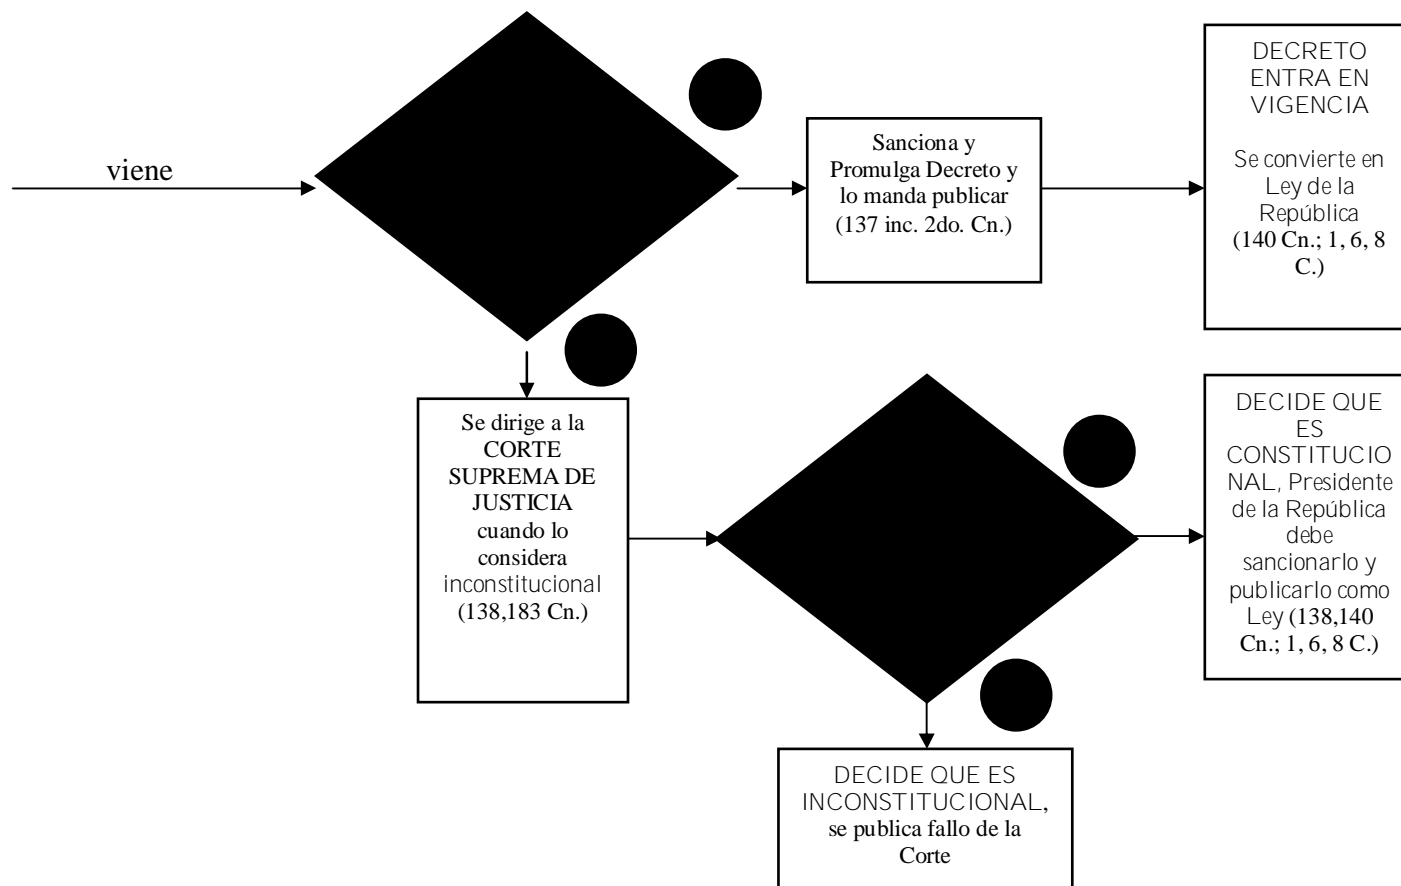 viene
Sanciona y
Promulga Decreto y
lo manda publicar
(137 inc. 2do. Cn.)
DECRETO
ENTRA EN
VIGENCIA
Se convierte en
Ley de la
República
(140 Cn.; 1, 6, 8
C.)
Se dirige a la
CORTE
SUPREMA DE
JUSTICIA
cuando lo
considera
inconstitucional
(138,183 Cn.)
DECIDE QUE
ES
CONSTITUCIO
NAL, Presidente
de la República
debe
sancionarlo y
publicarlo como
Ley (138,140
Cn.; 1, 6, 8 C.)
DECIDE QUE ES
INCONSTITUCIONAL,
se publica fallo de la
Corte